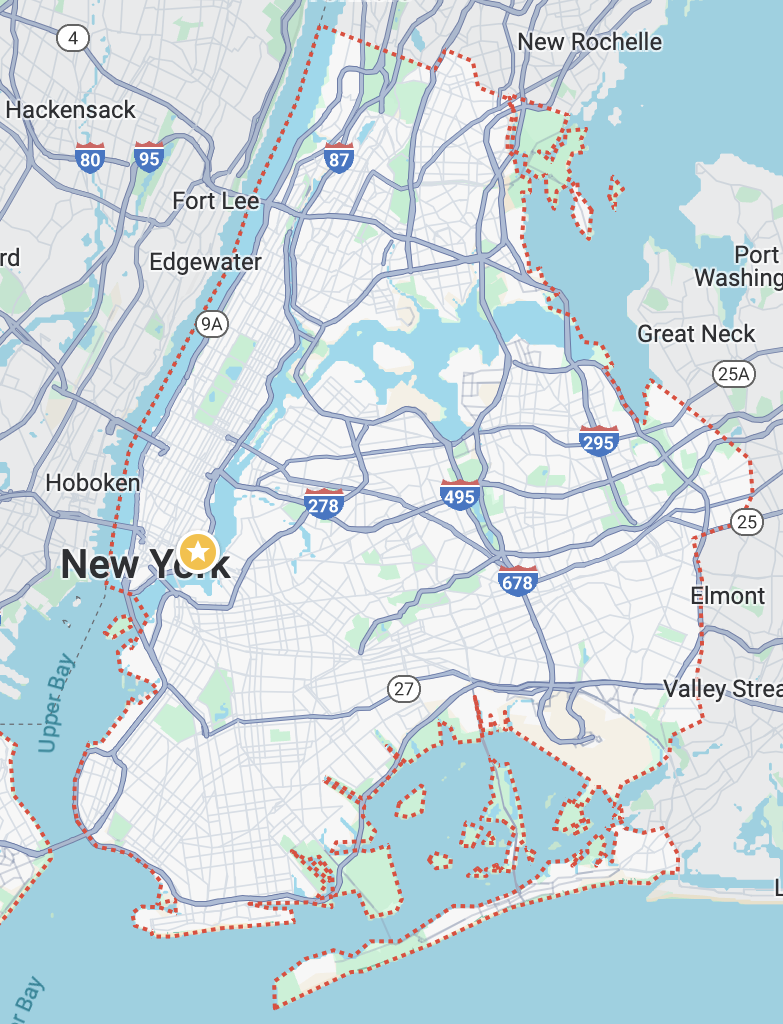 4
New Rochelle
Hackensack
80
95
87
Fort Lee
rd
Edgewater
Port
Washing
9A
Great Neck
25A
295
Hoboken
278
495
25
New York
678
Elmont
Upper Bay
27
Valley Strea
L
er Bay